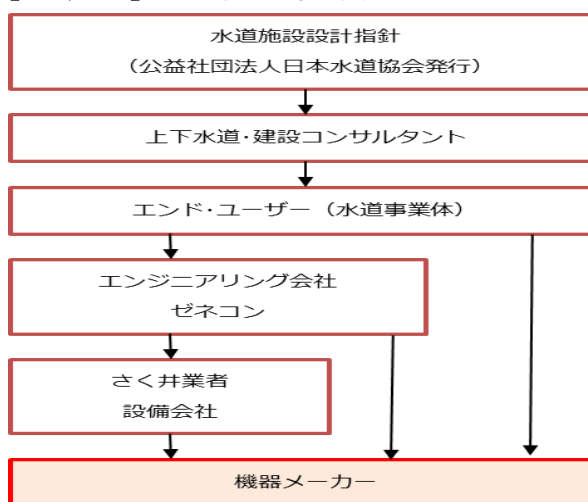 水道施設設計指針
（公益社団法人日本水道協会発行）
上下水道・建設コンサルタント
エンド・ユーザー（水道事業体）
エンジニアリング会社
ゼネコン
さく井業者
設備会社
機器メーカー